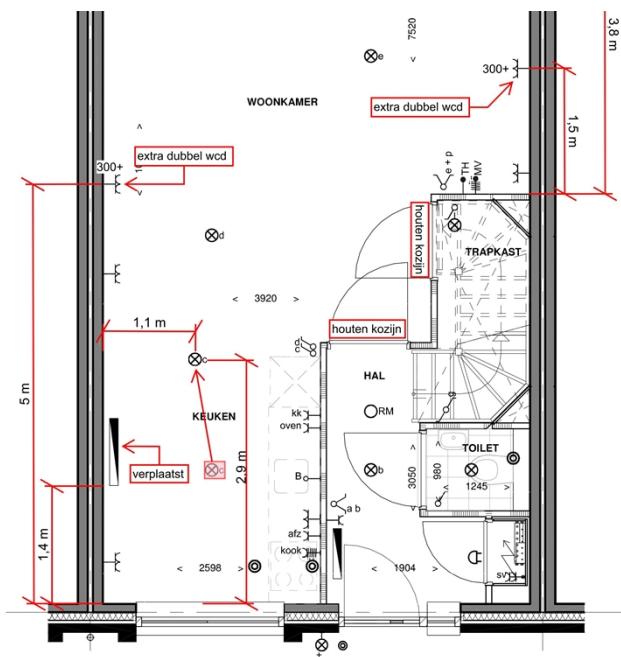 7520
3,8 m
e
300+
WOONKAMER
extra dubbel wcd
1,5 m
extra dubbel wcd
300+
e + p
TH
MV
houten kozijn
TRAPKAST
d
3920
1,1 m
houten kozijn
d
c
c
5 m
HAL
g
kk
RM
KEUKEN
oven
TOILET
verplaatst
c
2,9 m
B
b
3050
980
1245
a b
1,4 m
afz
kook
2598
1904
sv
+